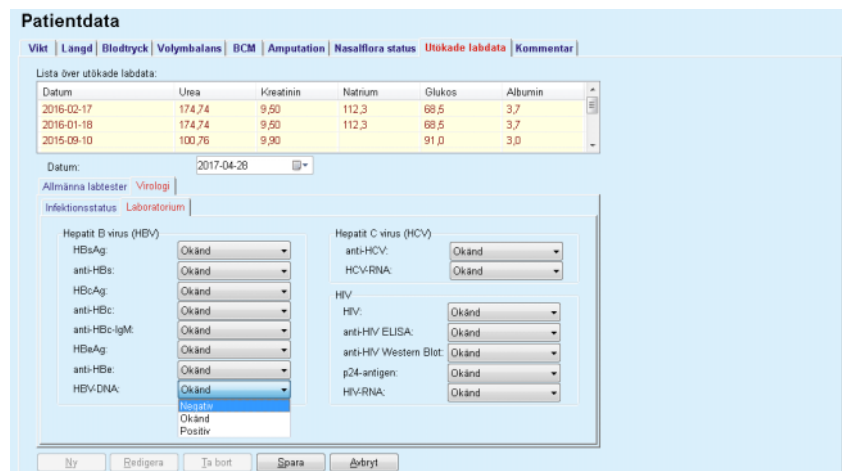 Patientdata
Vikt Längd Blodtryck Volymbalans BCM Amputation Nasalflora status Utökade labdata Kommentar
Lista över utökade labdata:
Datum Urea Kreatinin Natrium Glukos Albumin
2016-02-17 174,74 9,50 112,3 68,5 3,7
2016-01-18 174,74 9,50 112,3 68,5 3,7
2015-09-10 100,76 9,90 91,0 3,0
Datum: 2017-04-28
Allmänna labtester Virologi
Infektionsstatus Laboratorium
Hepatit B virus (HBV) Hepatit C virus (HCV)
HBsAg: Okänd anti-HCV: Okänd
anti-HBs: Okänd HCV-RNA: Okänd
HBcAg: Okänd HIV
anti-HBc: Okänd HIV: Okänd
anti-HBc-IgM: Okänd anti-HIV ELISA: Okänd
HBeAg: Okänd anti-HIV Western Blot: Okänd
anti-HBe: Okänd p24-antigen: Okänd
HBV-DNA: Okänd HIV-RNA: Okänd
Negativ
Okänd
Positiv
Ny Redigera Ta bort Spara Avbryt